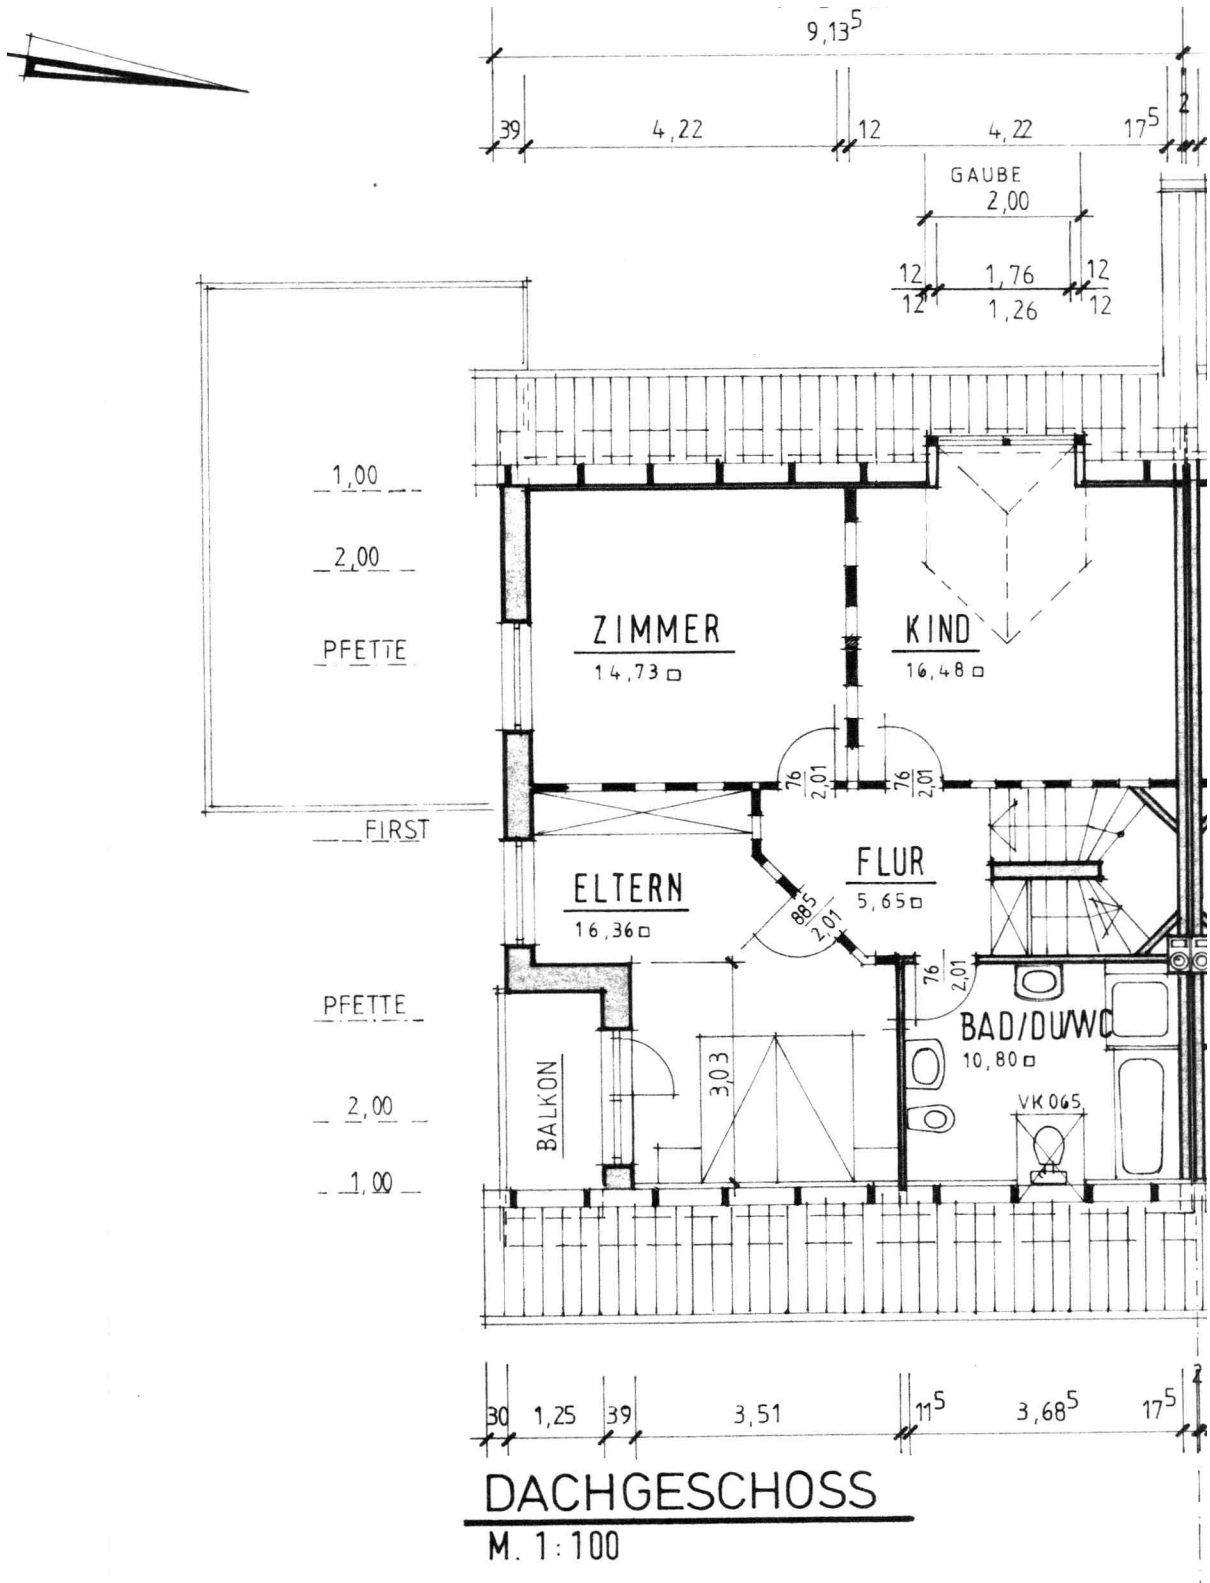 9,13⁵
2
39 4,22 12 4,22 17⁵
GAUBE
2,00
12 1,76 12
12 1,26 12
1,00
2,00
ZIMMER
14,73 □
KIND
16,48 □
PFETTE
76
2,01
76
2,01
FIRST
ELTERN
16,36 □
FLUR
5,65 □
88⁵
2,01
76
2,01
PFETTE
BAD/DU/WC
10,80 □
BALKON
3,03
VK 065
2,00
1,00
2
30 1,25 39 3,51 11⁵ 3,68⁵ 17⁵
DACHGESCHOSS
M. 1:100